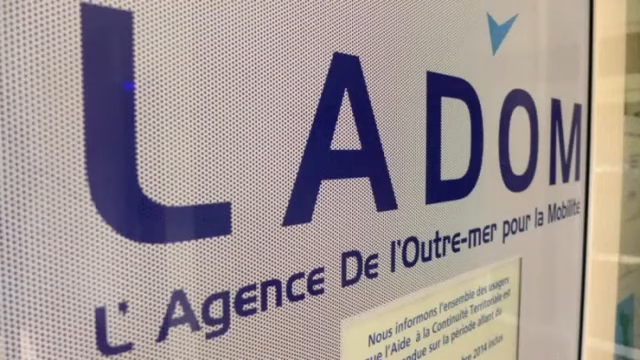 LADOM
L'Agence De l'Outre-mer pour la Mobilité
Nous informons l'ensemble des usagers
que l'Aide à la Continuité Territoriale est
sur la période allant du
2014 inclus